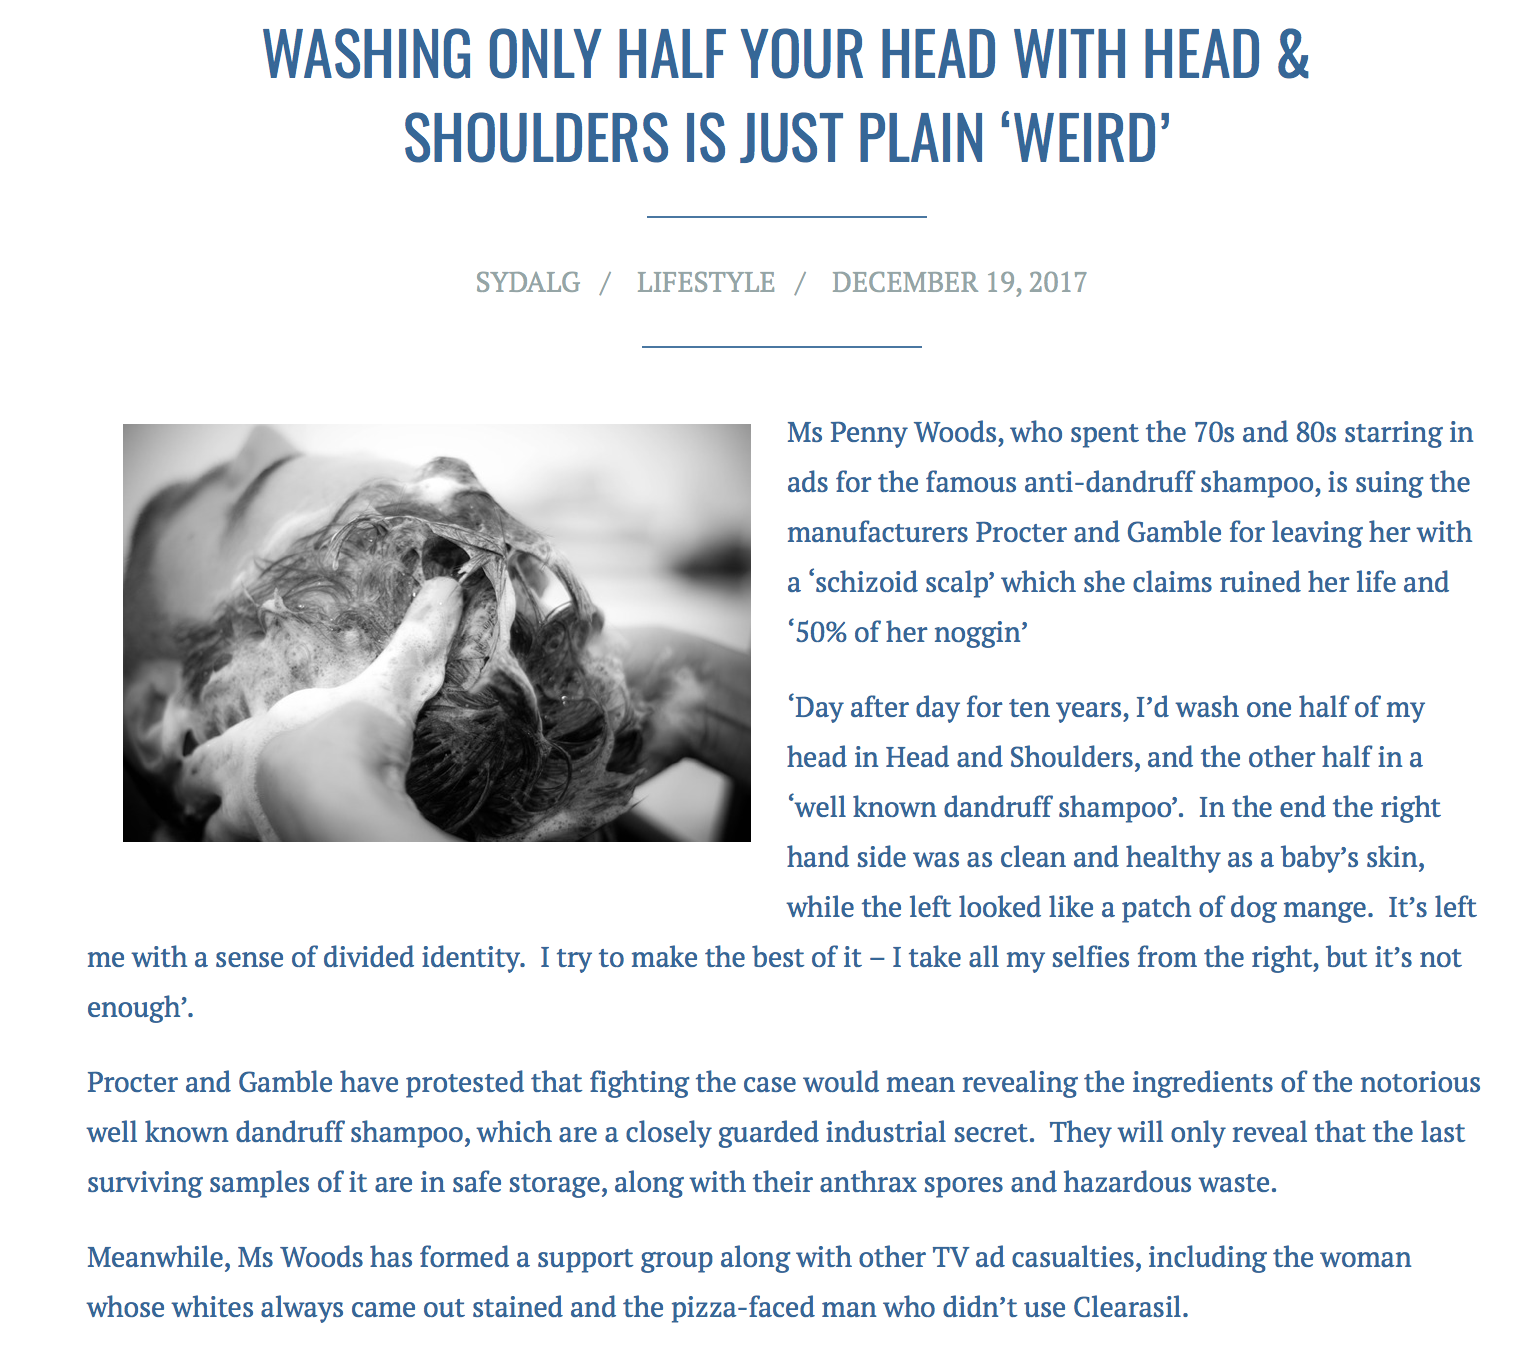 WASHING ONLY HALF YOUR HEAD WITH HEAD &
SHOULDERS IS JUST PLAIN ‘WEIRD’
SYDALG / LIFESTYLE / DECEMBER 19, 2017
Ms Penny Woods, who spent the 70s and 80s starring in
ads for the famous anti-dandruff shampoo, is suing the
manufacturers Procter and Gamble for leaving her with
a ‘schizoid scalp’ which she claims ruined her life and
‘50% of her noggin’
‘Day after day for ten years, I’d wash one half of my
head in Head and Shoulders, and the other half in a
‘well known dandruff shampoo’.  In the end the right
hand side was as clean and healthy as a baby’s skin,
while the left looked like a patch of dog mange.  It’s left
me with a sense of divided identity.  I try to make the best of it – I take all my selfies from the right, but it’s not
enough’.
Procter and Gamble have protested that fighting the case would mean revealing the ingredients of the notorious
well known dandruff shampoo, which are a closely guarded industrial secret.  They will only reveal that the last
surviving samples of it are in safe storage, along with their anthrax spores and hazardous waste.
Meanwhile, Ms Woods has formed a support group along with other TV ad casualties, including the woman
whose whites always came out stained and the pizza-faced man who didn’t use Clearasil.